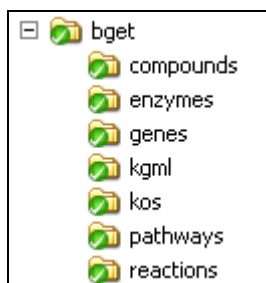 bget
compounds
enzymes
genes
kgml
kos
pathways
reactions